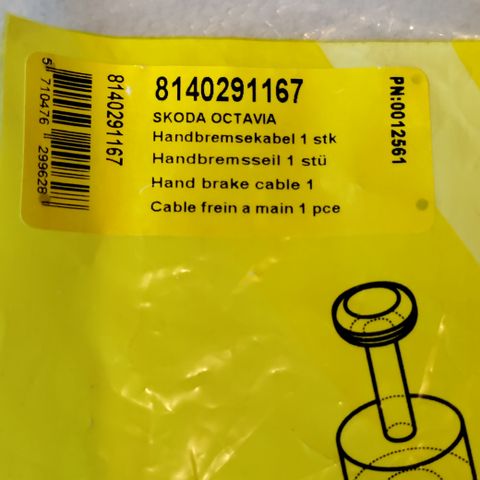 8140291167
SKODA OCTAVIA
Handbremsekabel 1 stk
Handbremsseil 1 stü
Hand brake cable 1
Cable frein a main 1 pce
PN:0012561
8140291167
5 710476 299628